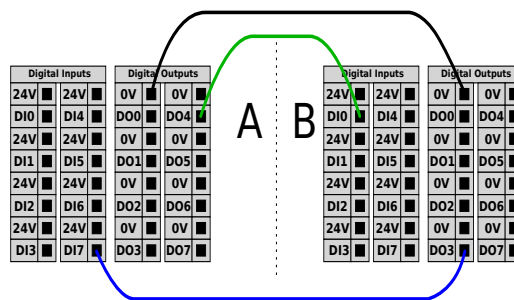 Digital Inputs Digital Outputs Digital Inputs Digital Outputs
24V 24V 0V 0V 24V 24V 0V 0V
DI0 DI4 DO0 DO4 A B DI0 DI4 DO0 DO4
24V 24V 0V 0V 24V 24V 0V 0V
DI1 DI5 DO1 DO5 DI1 DI5 DO1 DO5
24V 24V 0V 0V 24V 24V 0V 0V
DI2 DI6 DO2 DO6 DI2 DI6 DO2 DO6
24V 24V 0V 0V 24V 24V 0V 0V
DI3 DI7 DO3 DO7 DI3 DI7 DO3 DO7